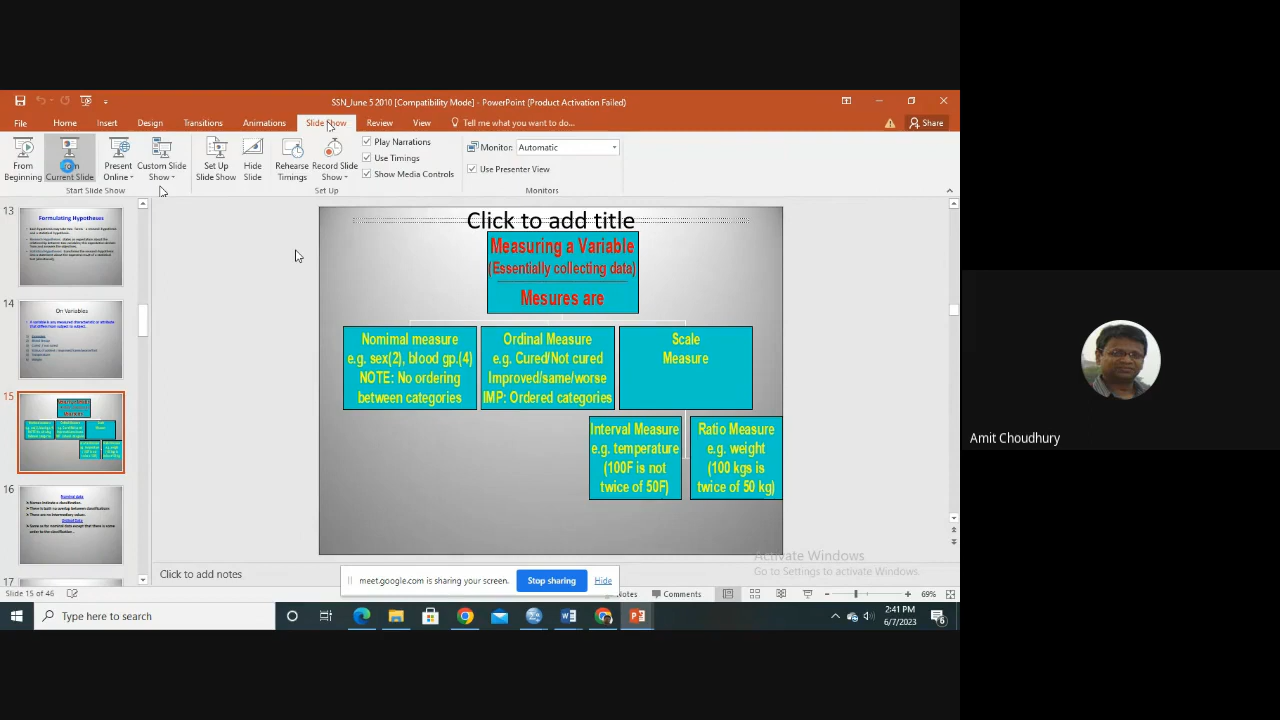 SSN_June 5 2010 [Compatibility Mode] - PowerPoint (Product Activation Failed)
File Home Insert Design Transitions Animations Slide Show Review View Tell me what you want to do... Share
From Beginning
Current Slide
Present Online
Custom Slide Show
Set Up Slide Show
Hide Slide
Rehearse Timings
Record Slide Show
Play Narrations
Use Timings
Show Media Controls
Monitor: Automatic
Use Presenter View
Start Slide Show Set Up Monitors
13
Formulating Hypotheses
14
On Variables
15
16
Nominal data
17
Click to add title
Measuring a Variable
(Essentially collecting data)
Mesures are
Nomimal measure
e.g. sex(2), blood gp.(4)
NOTE: No ordering
between categories
Ordinal Measure
e.g. Cured/Not cured
Improved/same/worse
IMP: Ordered categories
Scale
Measure
Interval Measure
e.g. temperature
(100F is not
twice of 50F)
Ratio Measure
e.g. weight
(100 kgs is
twice of 50 kg)
Amit Choudhury
Activate Windows
Go to Settings to activate Windows.
Click to add notes
meet.google.com is sharing your screen. Stop sharing Hide
Slide 15 of 46 Notes Comments 69%
Type here to search
2:41 PM
6/7/2023
6